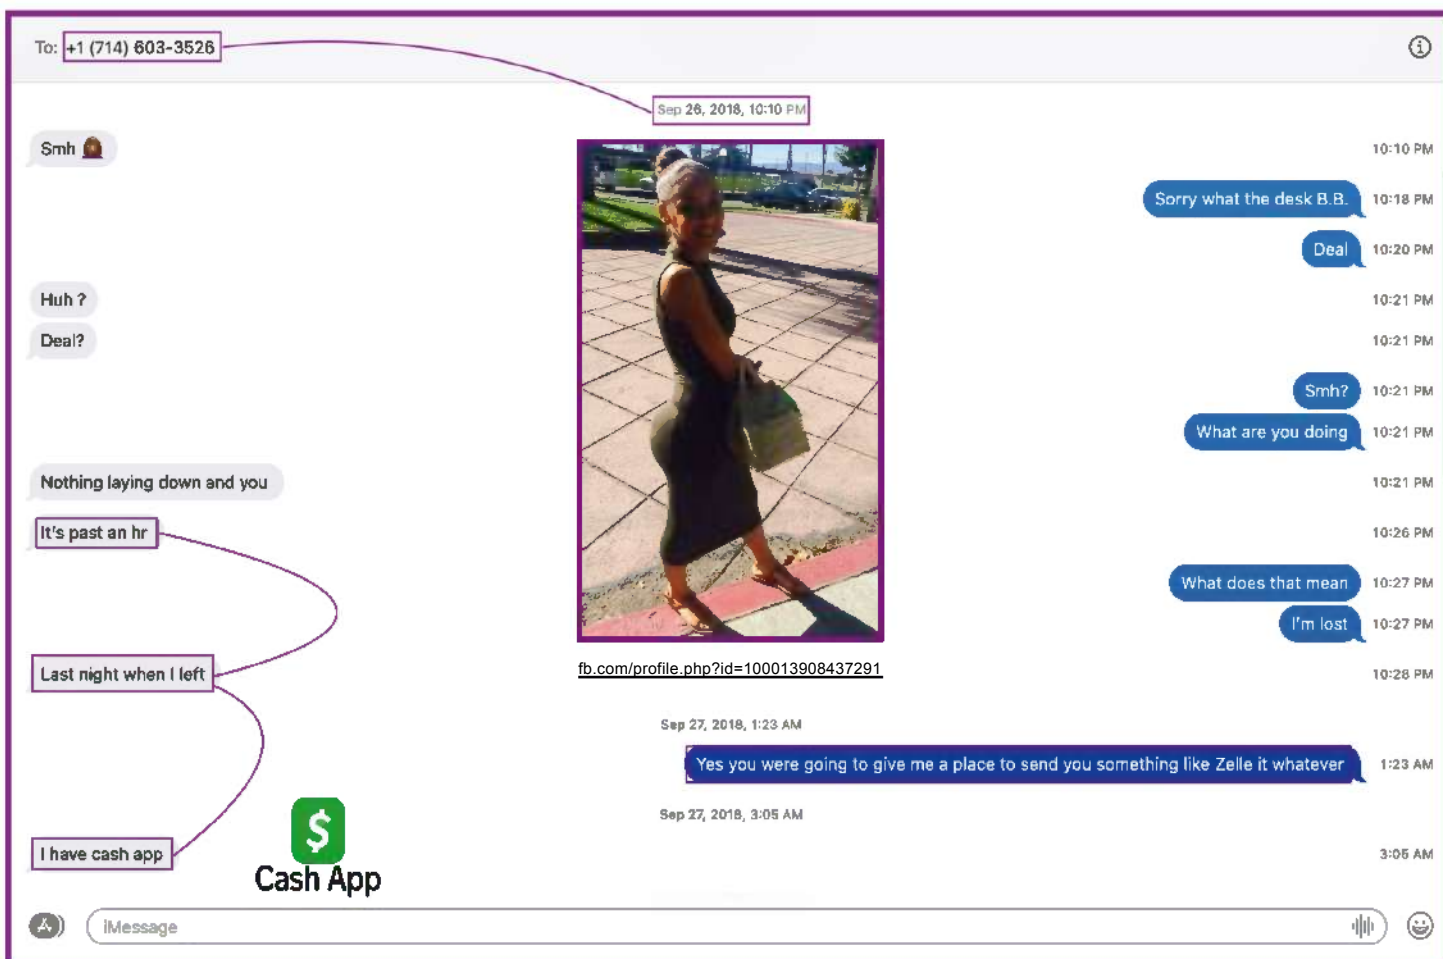 To: +1 (714) 603-3526
Sep 26, 2018, 10:10 PM
Smh 10:10 PM
Sorry what the desk B.B. 10:18 PM
Deal 10:20 PM
Huh ? 10:21 PM
Deal? 10:21 PM
Smh? 10:21 PM
What are you doing 10:21 PM
Nothing laying down and you 10:21 PM
It's past an hr 10:26 PM
What does that mean 10:27 PM
I'm lost 10:27 PM
Last night when I left 10:28 PM
fb.com/profile.php?id=100013908437291
Sep 27, 2018, 1:23 AM
Yes you were going to give me a place to send you something like Zelle it whatever 1:23 AM
Sep 27, 2018, 3:05 AM
I have cash app 3:05 AM
$
Cash App
iMessage